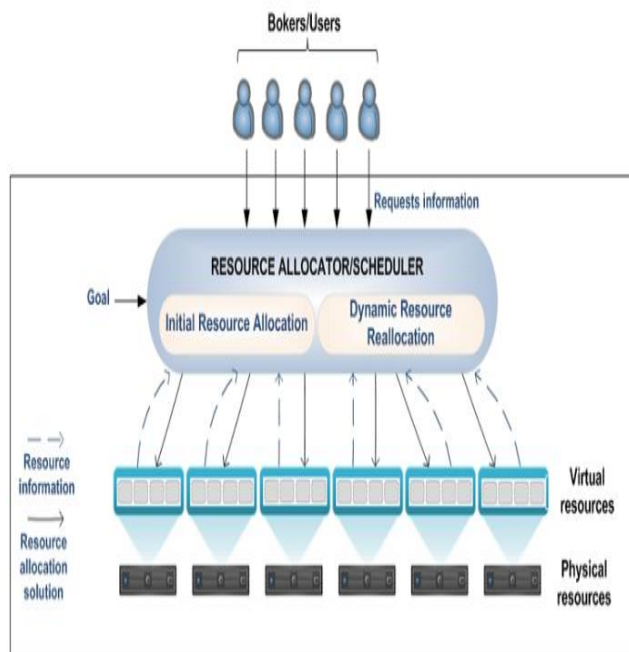 Bokers/Users
Requests information
RESOURCE ALLOCATOR/SCHEDULER
Goal
Initial Resource Allocation
Dynamic Resource
Reallocation
Resource
information
Resource
allocation
solution
Virtual
resources
Physical
resources